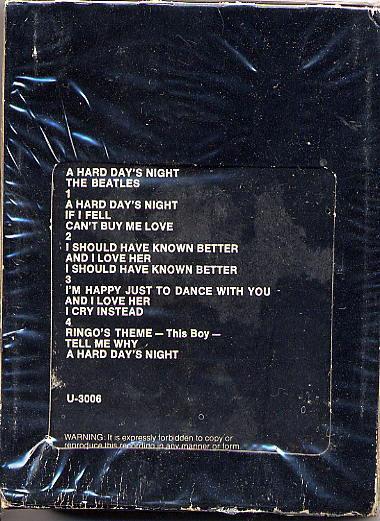 A HARD DAY'S NIGHT
THE BEATLES
1
A HARD DAY'S NIGHT
IF I FELL
CAN'T BUY ME LOVE
2
I SHOULD HAVE KNOWN BETTER
AND I LOVE HER
I SHOULD HAVE KNOWN BETTER
3
I'M HAPPY JUST TO DANCE WITH YOU
AND I LOVE HER
I CRY INSTEAD
4
RINGO'S THEME — This Boy —
TELL ME WHY
A HARD DAY'S NIGHT
U-3006
WARNING: It is expressly forbidden to copy or
reproduce this recording in any manner or form